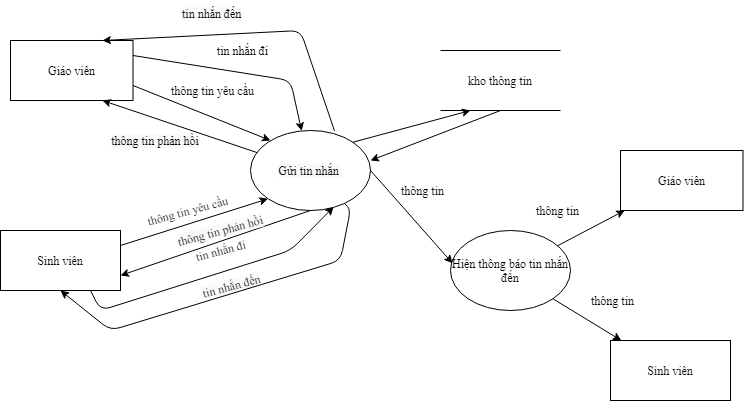 tin nhắn đến
tin nhắn đi
Giáo viên
thông tin yêu cầu
kho thông tin
thông tin phản hồi
Gửi tin nhắn
Giáo viên
thông tin
thông tin yêu cầu
thông tin
thông tin phản hồi
tin nhắn đi
Sinh viên
Hiện thông báo tin nhắn
đến
tin nhắn đến
thông tin
Sinh viên